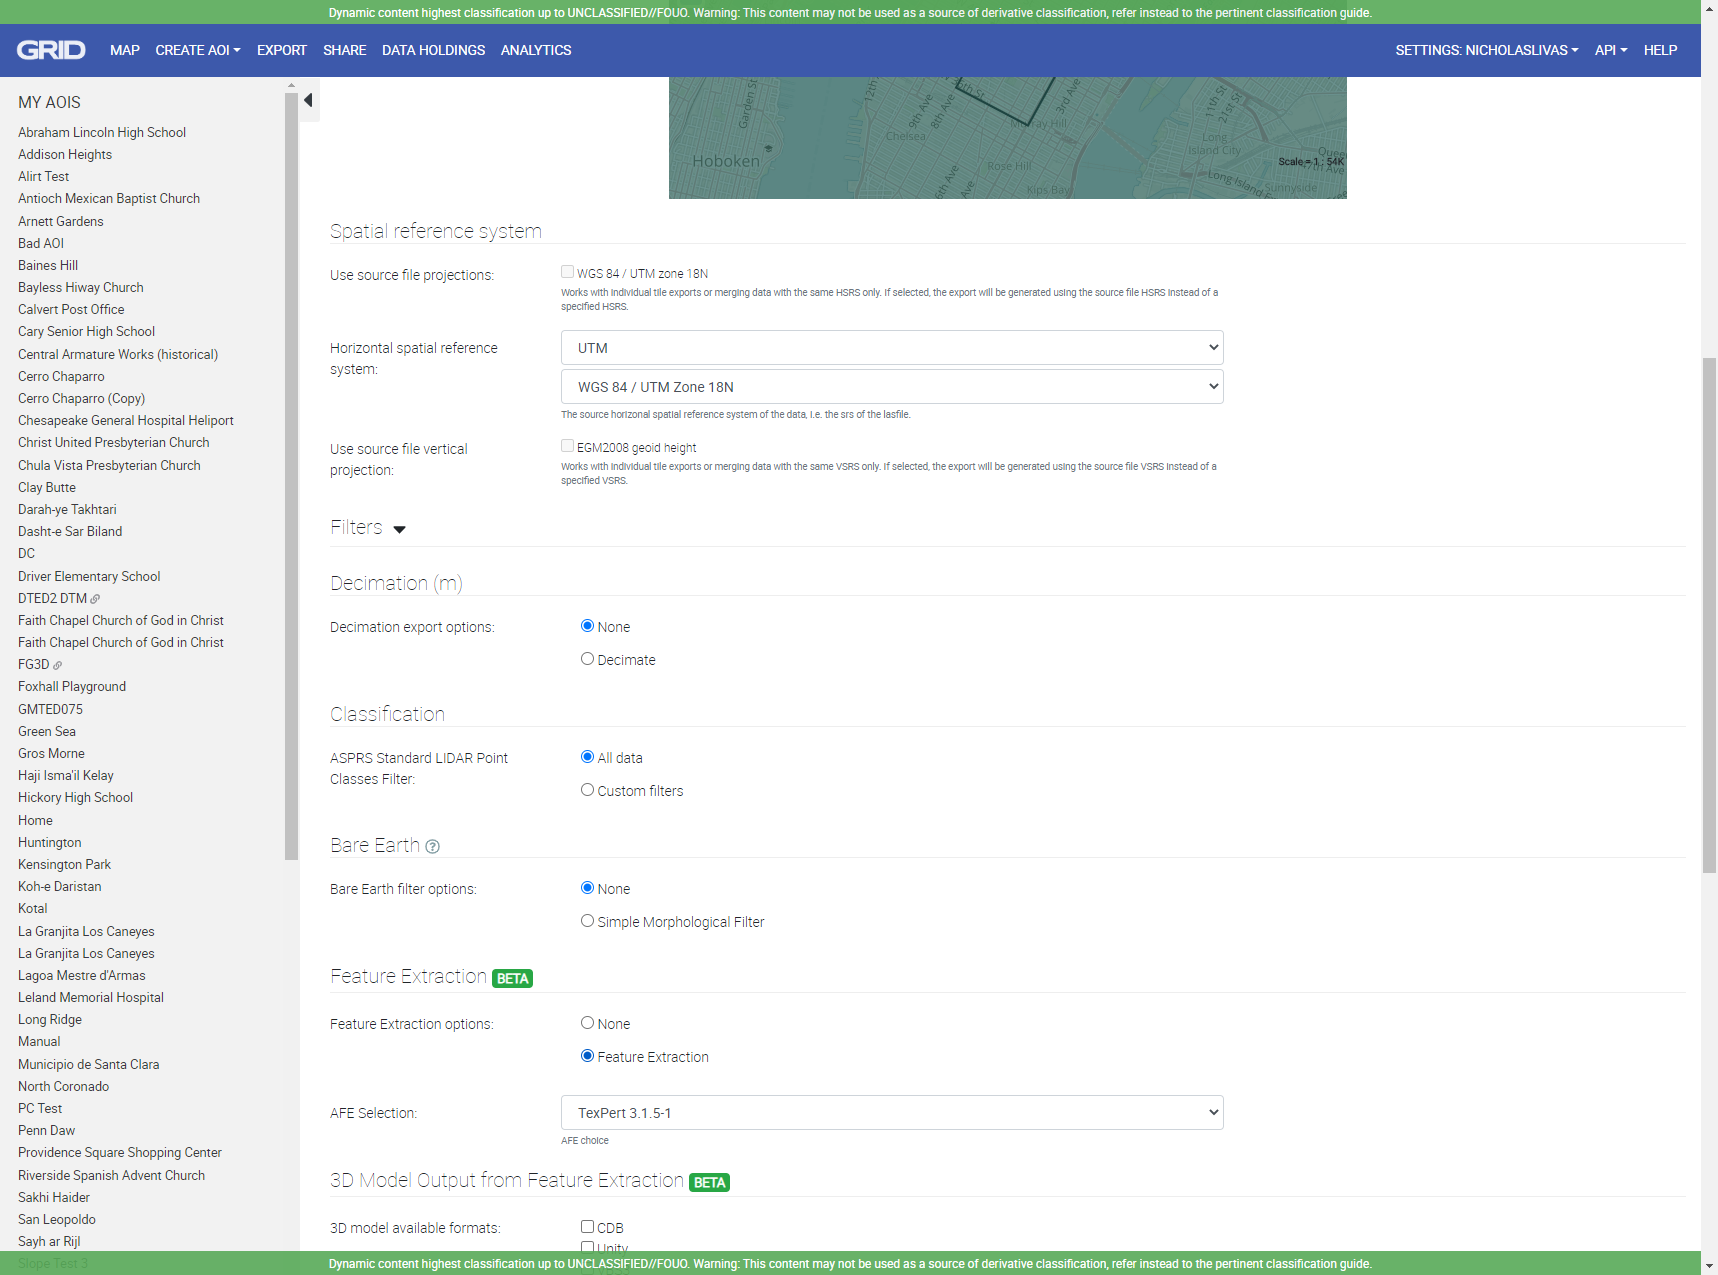 Dynamic content highest classification up to UNCLASSIFIED//FOUO. Warning: This content may not be used as a source of derivative classification, refer instead to the pertinent classification guide.
GRID MAP CREATE AOI EXPORT SHARE DATA HOLDINGS ANALYTICS SETTINGS: NICHOLASLIVAS API HELP
MY AOIS
Abraham Lincoln High School
Addison Heights
Alirt Test
Antioch Mexican Baptist Church
Arnett Gardens
Bad AOI
Baines Hill
Bayless Hiway Church
Calvert Post Office
Cary Senior High School
Central Armature Works (historical)
Cerro Chaparro
Cerro Chaparro (Copy)
Chesapeake General Hospital Heliport
Christ United Presbyterian Church
Chula Vista Presbyterian Church
Clay Butte
Darah-ye Takhtari
Dasht-e Sar Biland
DC
Driver Elementary School
DTED2 DTM
Faith Chapel Church of God in Christ
Faith Chapel Church of God in Christ
FG3D
Foxhall Playground
GMTED075
Green Sea
Gros Morne
Haji Isma'il Kelay
Hickory High School
Home
Huntington
Kensington Park
Koh-e Daristan
Kotal
La Granjita Los Caneyes
La Granjita Los Caneyes
Lagoa Mestre d'Armas
Leland Memorial Hospital
Long Ridge
Manual
Municipio de Santa Clara
North Coronado
PC Test
Penn Daw
Providence Square Shopping Center
Riverside Spanish Advent Church
Sakhi Haider
San Leopoldo
Sayh ar Rijl
Slope Test 3
Garden St
12th Ave
9th Ave
8th Ave
3rd Ave
11th St
21st St
Chelsea
Murray Hill
Long
Island City
Hoboken
Rose Hill
6th Ave
Kips Bay
Scale = 1 : 54K
Long Island
Sunnyside
Spatial reference system
Use source file projections:
WGS 84 / UTM zone 18N
Works with individual tile exports or merging data with the same HSRS only. If selected, the export will be generated using the source file HSRS instead of a
specified HSRS.
Horizontal spatial reference
system:
UTM
WGS 84 / UTM Zone 18N
The source horizonal spatial reference system of the data, i.e. the srs of the lasfile.
Use source file vertical
projection:
EGM2008 geoid height
Works with individual tile exports or merging data with the same VSRS only. If selected, the export will be generated using the source file VSRS instead of a
specified VSRS.
Filters
Decimation (m)
Decimation export options:
None
Decimate
Classification
ASPRS Standard LIDAR Point
Classes Filter:
All data
Custom filters
Bare Earth ?
Bare Earth filter options:
None
Simple Morphological Filter
Feature Extraction BETA
Feature Extraction options:
None
Feature Extraction
AFE Selection:
TexPert 3.1.5-1
AFE choice
3D Model Output from Feature Extraction BETA
3D model available formats:
CDB
Unity
Dynamic content highest classification up to UNCLASSIFIED//FOUO. Warning: This content may not be used as a source of derivative classification, refer instead to the pertinent classification guide.